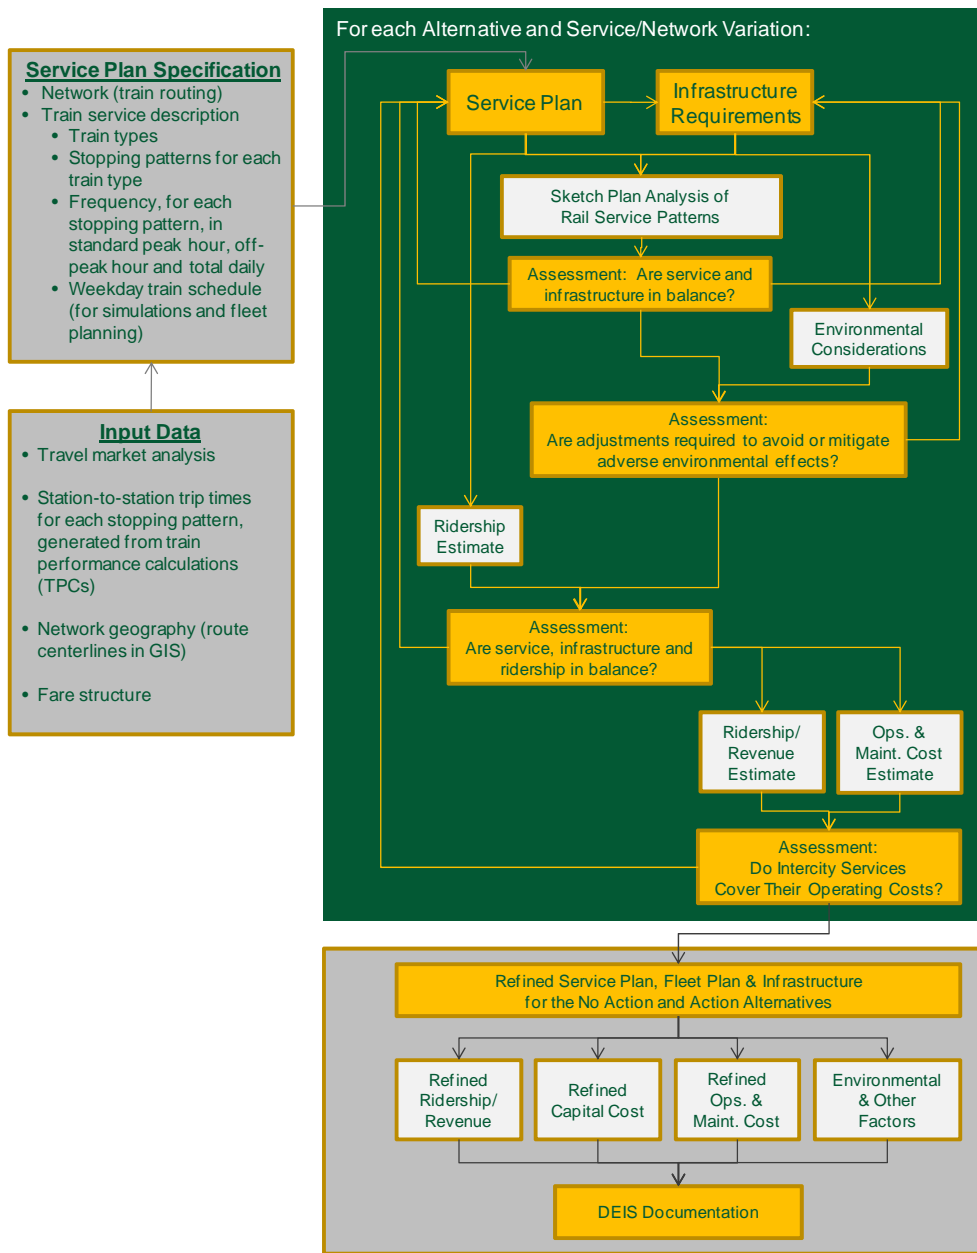 Service Plan Specification
• Network (train routing)
• Train service description
• Train types
• Stopping patterns for each
train type
• Frequency, for each
stopping pattern, in
standard peak hour, off-
peak hour and total daily
• Weekday train schedule
(for simulations and fleet
planning)
Input Data
• Travel market analysis
• Station-to-station trip times
for each stopping pattern,
generated from train
performance calculations
(TPCs)
• Network geography (route
centerlines in GIS)
• Fare structure
For each Alternative and Service/Network Variation:
Service Plan
Infrastructure
Requirements
Sketch Plan Analysis of
Rail Service Patterns
Assessment: Are service and
infrastructure in balance?
Environmental
Considerations
Assessment:
Are adjustments required to avoid or mitigate
adverse environmental effects?
Ridership
Estimate
Assessment:
Are service, infrastructure and
ridership in balance?
Ridership/
Revenue
Estimate
Ops. &
Maint. Cost
Estimate
Assessment:
Do Intercity Services
Cover Their Operating Costs?
Refined Service Plan, Fleet Plan & Infrastructure
for the No Action and Action Alternatives
Refined
Ridership/
Revenue
Refined
Capital Cost
Refined
Ops. &
Maint. Cost
Environmental
& Other
Factors
DEIS Documentation